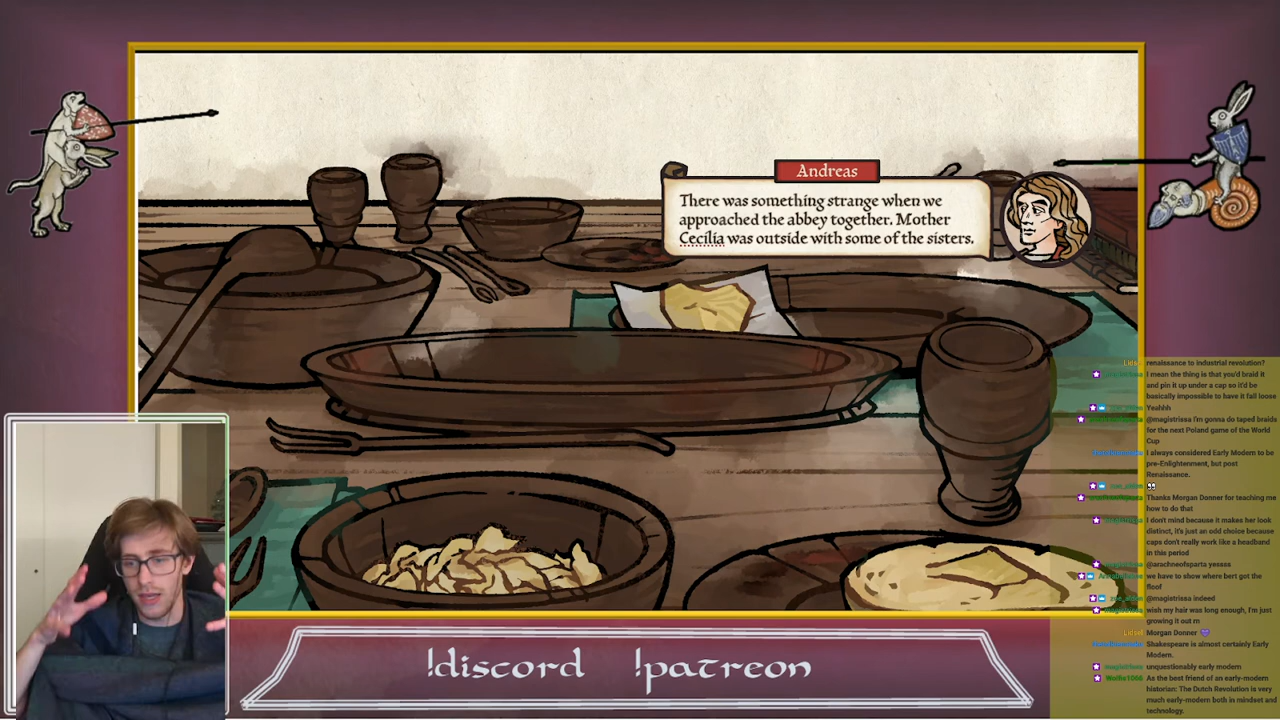 Andreas
There was something strange when we
approached the abbey together. Mother
Cecilia was outside with some of the sisters.
renaissance to industrial revolution?
I mean the thing is that you'd braid it
and pin it up under a cap so it'd be
basically impossible to have it fall loose
Yeahhh
@magistrissa I'm gonna do taped braids
for the next Poland game of the World
Cup
I always considered Early Modern to be
pre-Enlightenment, but post
Renaissance.
Thanks Morgan Donner for teaching me
how to do that
I don't mind because it makes her look
distinct, it's just an odd choice because
caps don't really work like a headband
in this period
@arachneofsparta yessss
we have to show where bert got the
floof
@magistrissa indeed
wish my hair was long enough, I'm just
growing it out rn
Morgan Donner
Shakespeare is almost certainly Early
Modern.
unquestionably early modern
As the best friend of an early-modern
historian: The Dutch Revolution is very
much early-modern both in mindset and
technology.
!discord !patreon